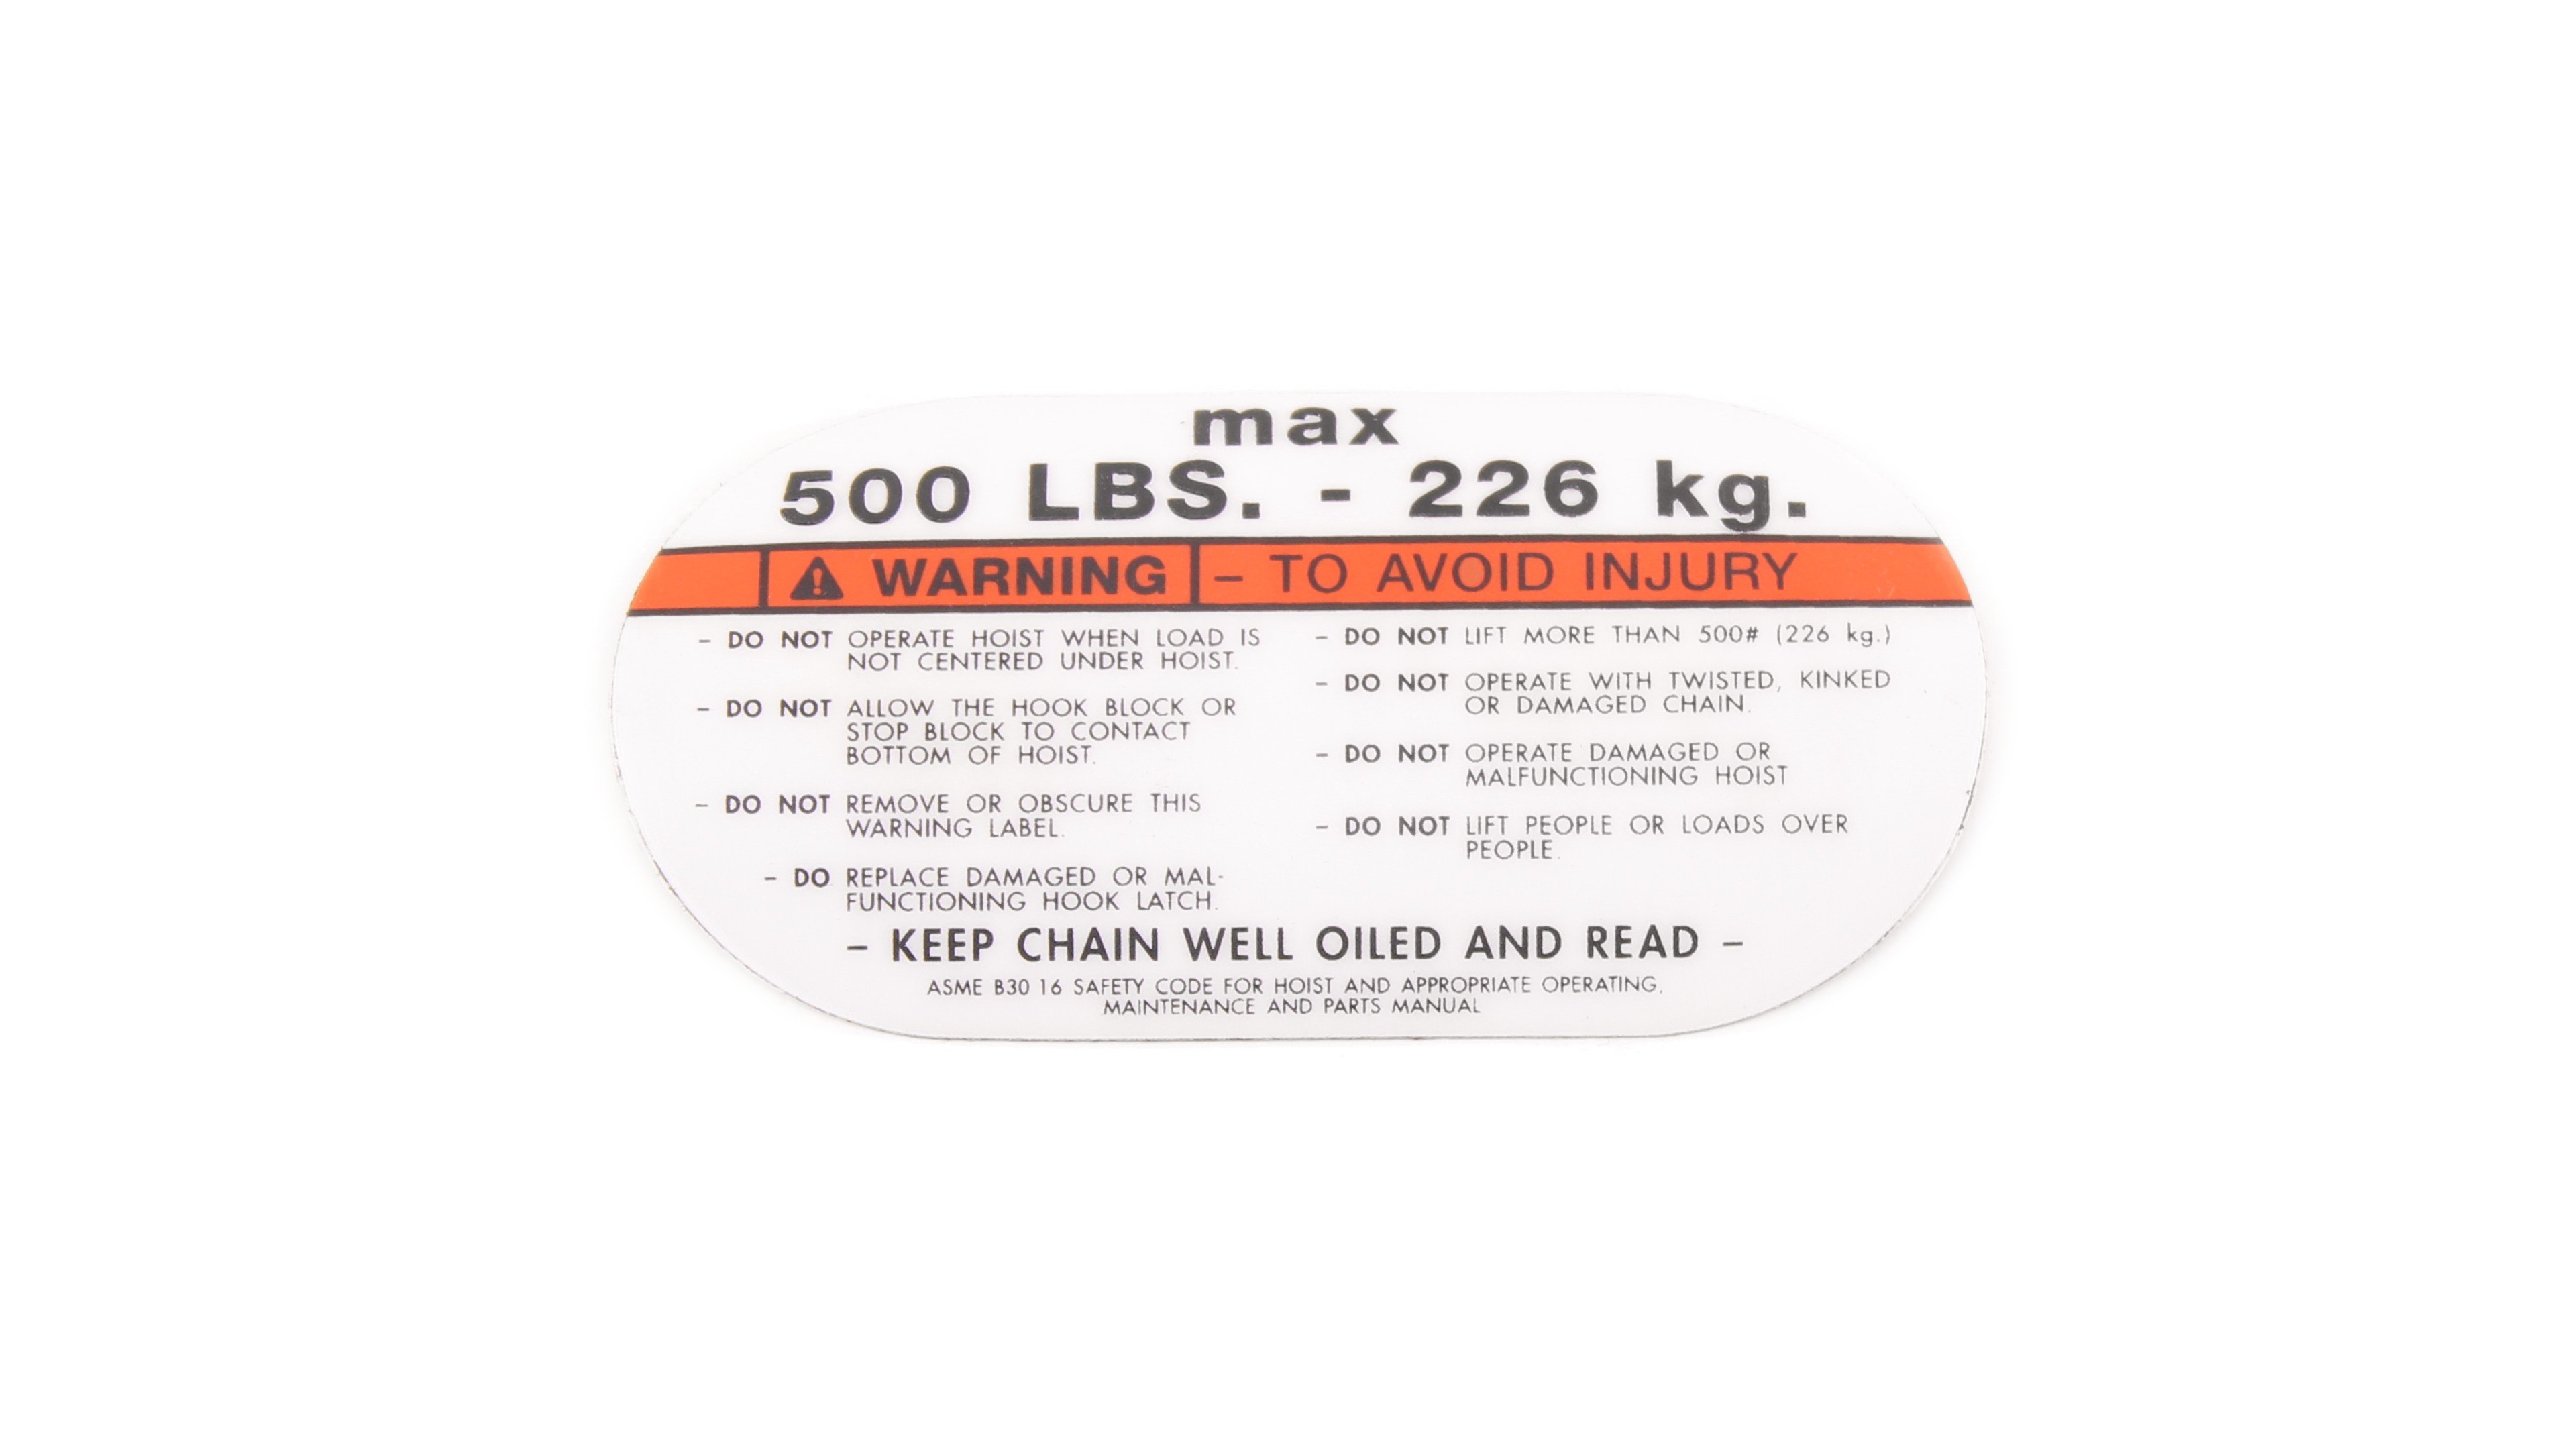 max
500 LBS. - 226 kg.
WARNING – TO AVOID INJURY
– DO NOT OPERATE HOIST WHEN LOAD IS
NOT CENTERED UNDER HOIST.
– DO NOT ALLOW THE HOOK BLOCK OR
STOP BLOCK TO CONTACT
BOTTOM OF HOIST.
– DO NOT REMOVE OR OBSCURE THIS
WARNING LABEL.
– DO REPLACE DAMAGED OR MAL-
FUNCTIONING HOOK LATCH.
– DO NOT LIFT MORE THAN 500# (226 kg.)
– DO NOT OPERATE WITH TWISTED, KINKED
OR DAMAGED CHAIN.
– DO NOT OPERATE DAMAGED OR
MALFUNCTIONING HOIST
– DO NOT LIFT PEOPLE OR LOADS OVER
PEOPLE.
– KEEP CHAIN WELL OILED AND READ –
ASME B30 16 SAFETY CODE FOR HOIST AND APPROPRIATE OPERATING,
MAINTENANCE AND PARTS MANUAL